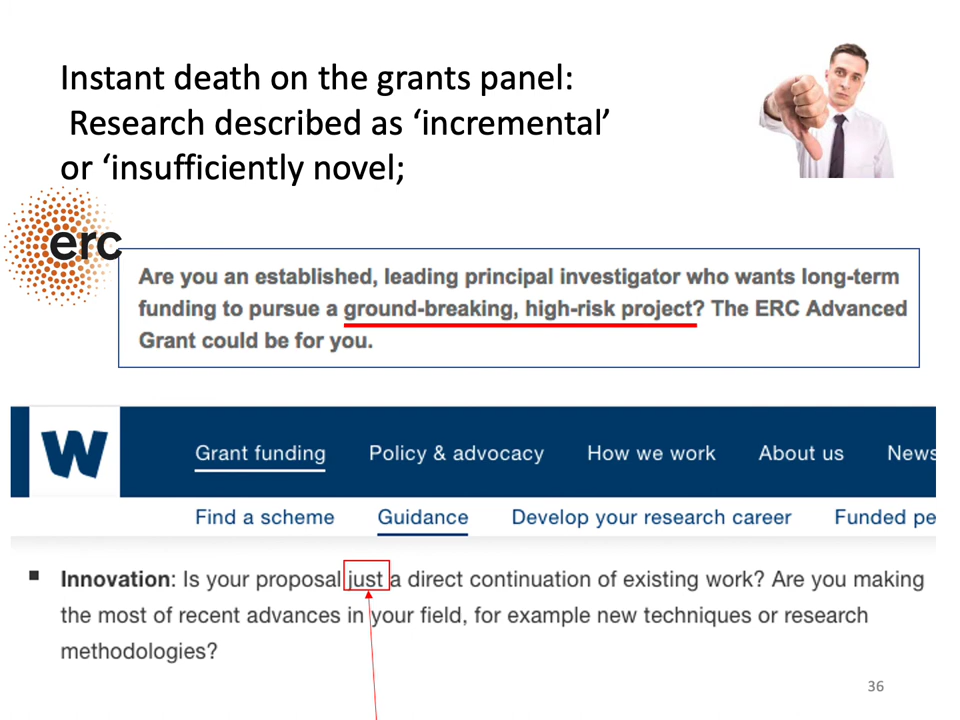 Instant death on the grants panel:
Research described as ‘incremental’
or ‘insufficiently novel;
erc
Are you an established, leading principal investigator who wants long-term
funding to pursue a ground-breaking, high-risk project? The ERC Advanced
Grant could be for you.
W
Grant funding Policy & advocacy How we work About us News
Find a scheme Guidance Develop your research career Funded pe
▪ Innovation: Is your proposal just a direct continuation of existing work? Are you making
the most of recent advances in your field, for example new techniques or research
methodologies?
36